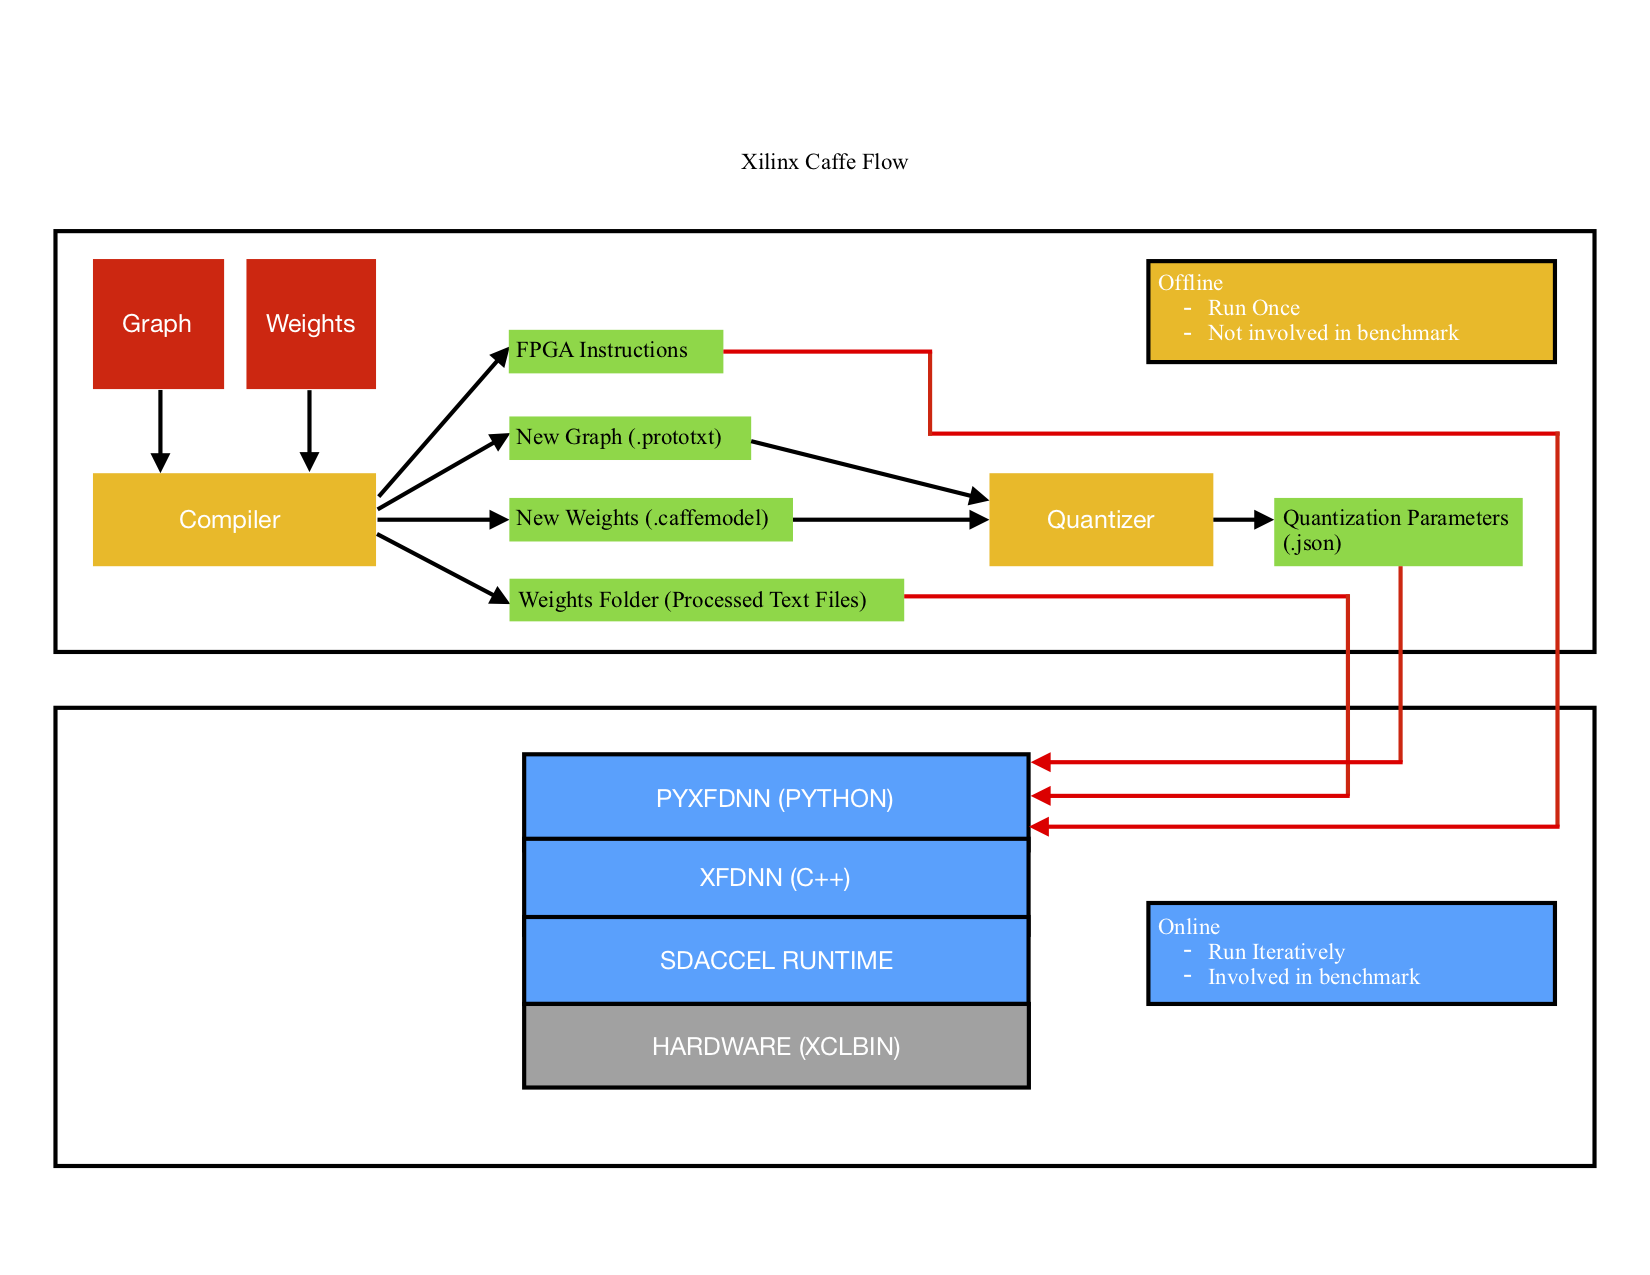 Xilinx Caffe Flow
Graph
Weights
Offline
- Run Once
- Not involved in benchmark
FPGA Instructions
New Graph (.prototxt)
Compiler
New Weights (.caffemodel)
Quantizer
Quantization Parameters
(.json)
Weights Folder (Processed Text Files)
PYXFDNN (PYTHON)
XFDNN (C++)
Online
- Run Iteratively
- Involved in benchmark
SDACCEL RUNTIME
HARDWARE (XCLBIN)